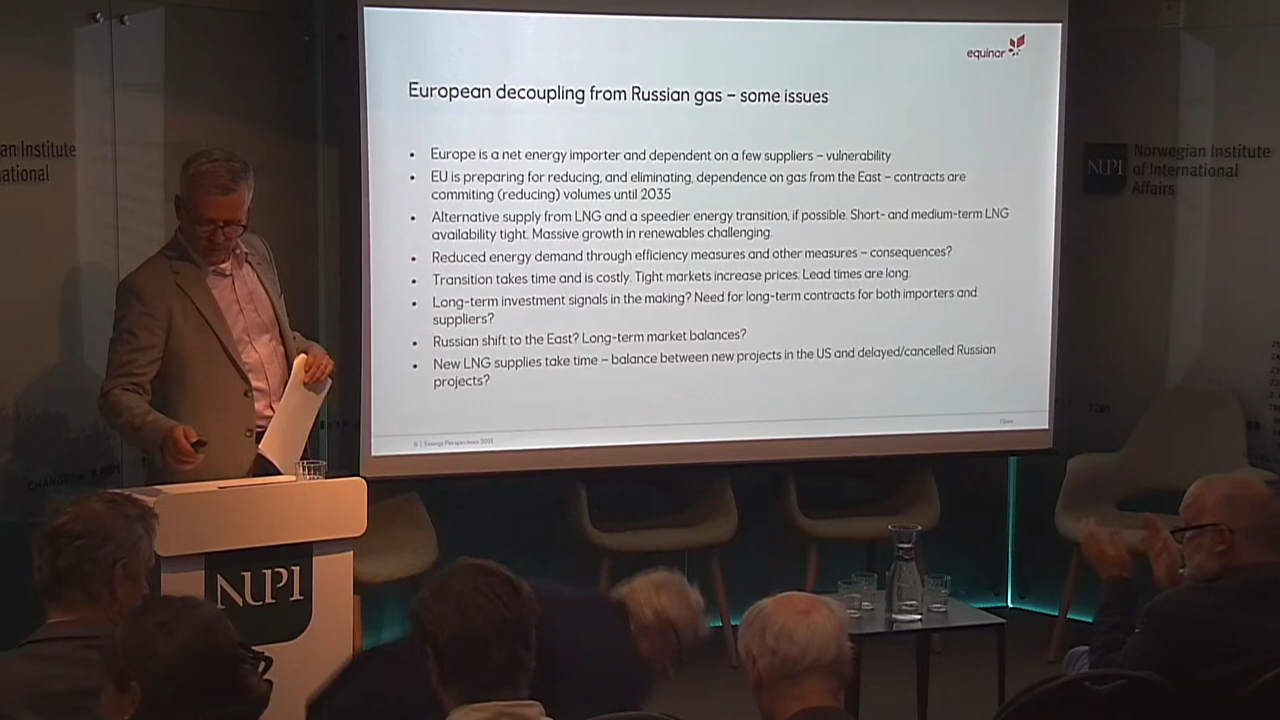 equinor
European decoupling from Russian gas – some issues
• Europe is a net energy importer and dependent on a few suppliers – vulnerability
• EU is preparing for reducing, and eliminating, dependence on gas from the East – contracts are
commiting (reducing) volumes until 2035
• Alternative supply from LNG and a speedier energy transition, if possible. Short- and medium-term LNG
availability tight. Massive growth in renewables challenging.
• Reduced energy demand through efficiency measures and other measures – consequences?
• Transition takes time and is costly. Tight markets increase prices. Lead times are long.
• Long-term investment signals in the making? Need for long-term contracts for both importers and
suppliers?
• Russian shift to the East? Long-term market balances?
• New LNG supplies take time – balance between new projects in the US and delayed/cancelled Russian
projects?
6 | Energy Perspectives
Open
an Institute
ational
NUPI
Norwegian Institute
of International
Affairs
NUPI